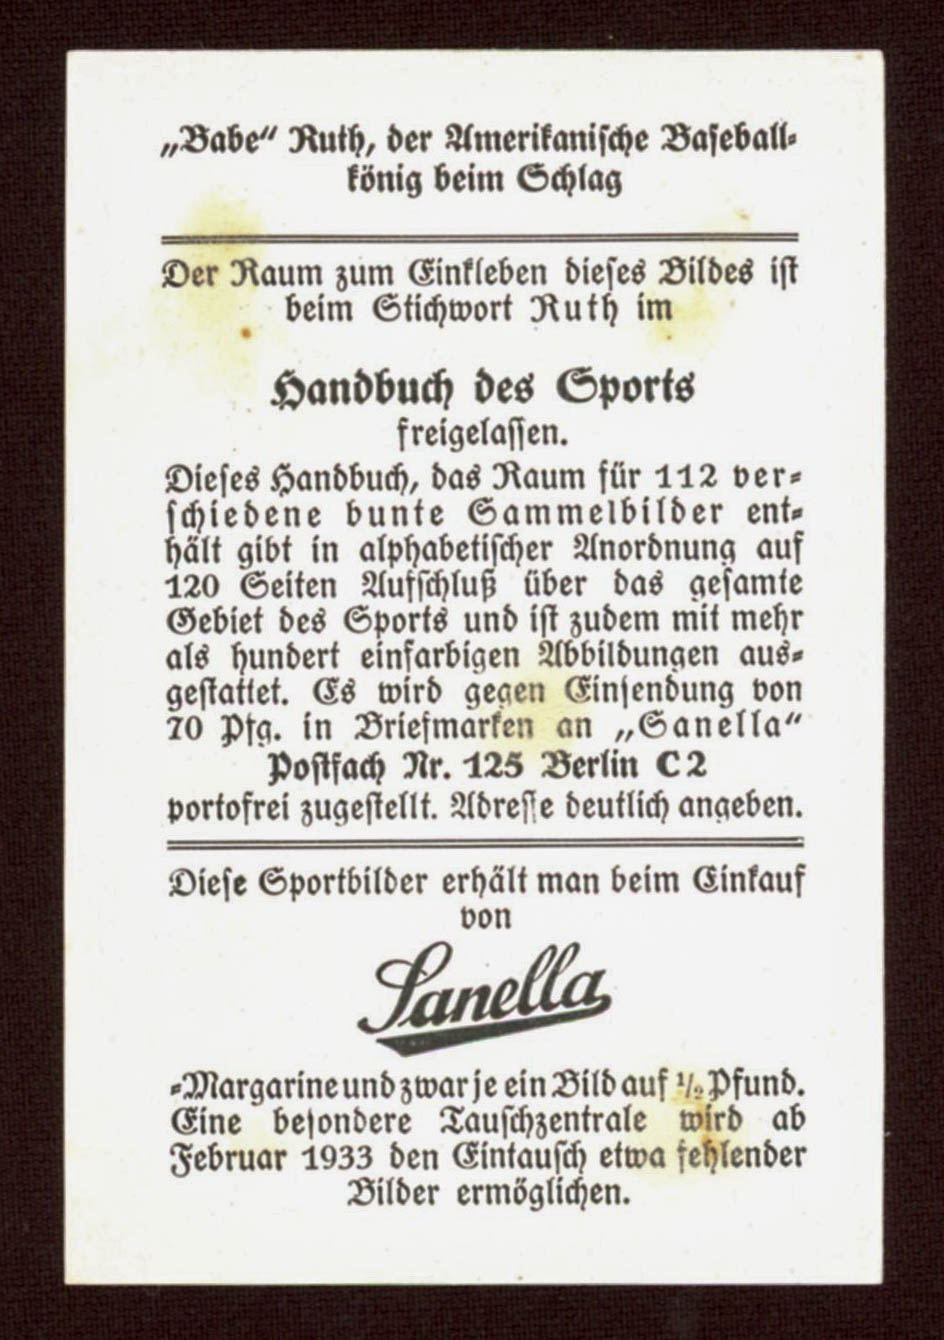 „Babe“ Ruth, der Amerikanische Baseball-
könig beim Schlag
Der Raum zum Einkleben dieses Bildes ist
beim Stichwort Ruth im
Handbuch des Sports
freigelassen.
Dieses Handbuch, das Raum für 112 ver-
schiedene bunte Sammelbilder ent-
hält gibt in alphabetischer Anordnung auf
120 Seiten Aufschluß über das gesamte
Gebiet des Sports und ist zudem mit mehr
als hundert einfarbigen Abbildungen aus-
gestattet. Es wird gegen Einsendung von
70 Pfg. in Briefmarken an „Sanella“
Postfach Nr. 125 Berlin C 2
portofrei zugestellt. Adresse deutlich angeben.
Diese Sportbilder erhält man beim Einkauf
von
Sanella
-Margarine und zwar je ein Bild auf ½ Pfund.
Eine besondere Tauschzentrale wird ab
Februar 1933 den Eintausch etwa fehlender
Bilder ermöglichen.